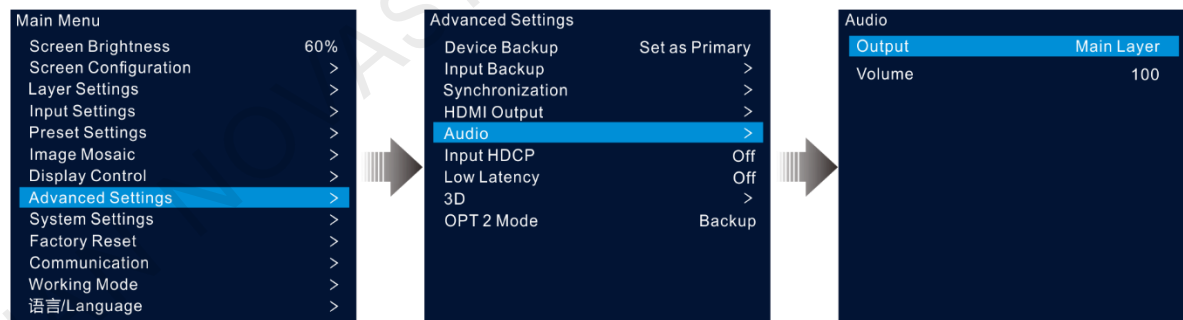 Main Menu
Screen Brightness 60%
Screen Configuration >
Layer Settings >
Input Settings >
Preset Settings >
Image Mosaic >
Display Control >
Advanced Settings >
System Settings >
Factory Reset >
Communication >
Working Mode >
语言/Language >
Advanced Settings
Device Backup Set as Primary
Input Backup >
Synchronization >
HDMI Output >
Audio >
Input HDCP Off
Low Latency Off
3D >
OPT 2 Mode Backup
Audio
Output Main Layer
Volume 100